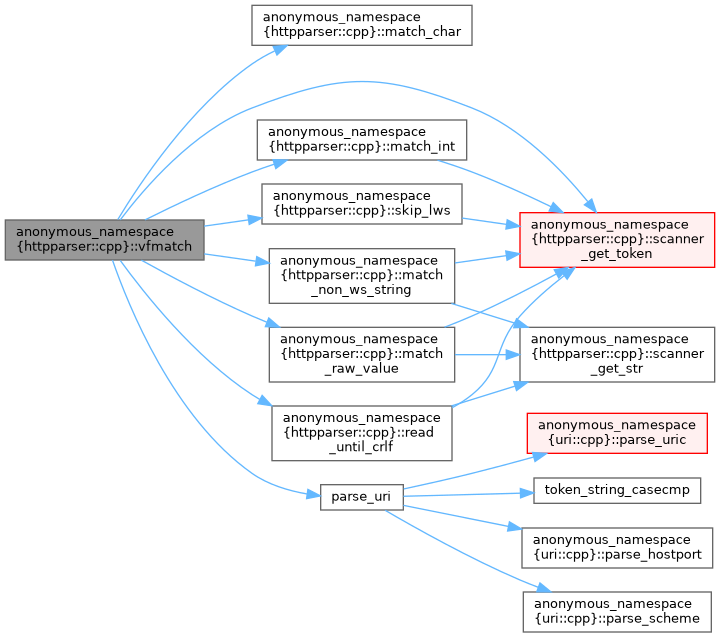 anonymous_namespace
{httpparser::cpp}::match_char
anonymous_namespace
{httpparser::cpp}::match_int
anonymous_namespace
{httpparser::cpp}::skip_lws
anonymous_namespace
{httpparser::cpp}::vfmatch
anonymous_namespace
{httpparser::cpp}::scanner
_get_token
anonymous_namespace
{httpparser::cpp}::match
_non_ws_string
anonymous_namespace
{httpparser::cpp}::match
_raw_value
anonymous_namespace
{httpparser::cpp}::scanner
_get_str
anonymous_namespace
{httpparser::cpp}::read
_until_crlf
anonymous_namespace
{uri::cpp}::parse_uric
parse_uri
token_string_casecmp
anonymous_namespace
{uri::cpp}::parse_hostport
anonymous_namespace
{uri::cpp}::parse_scheme